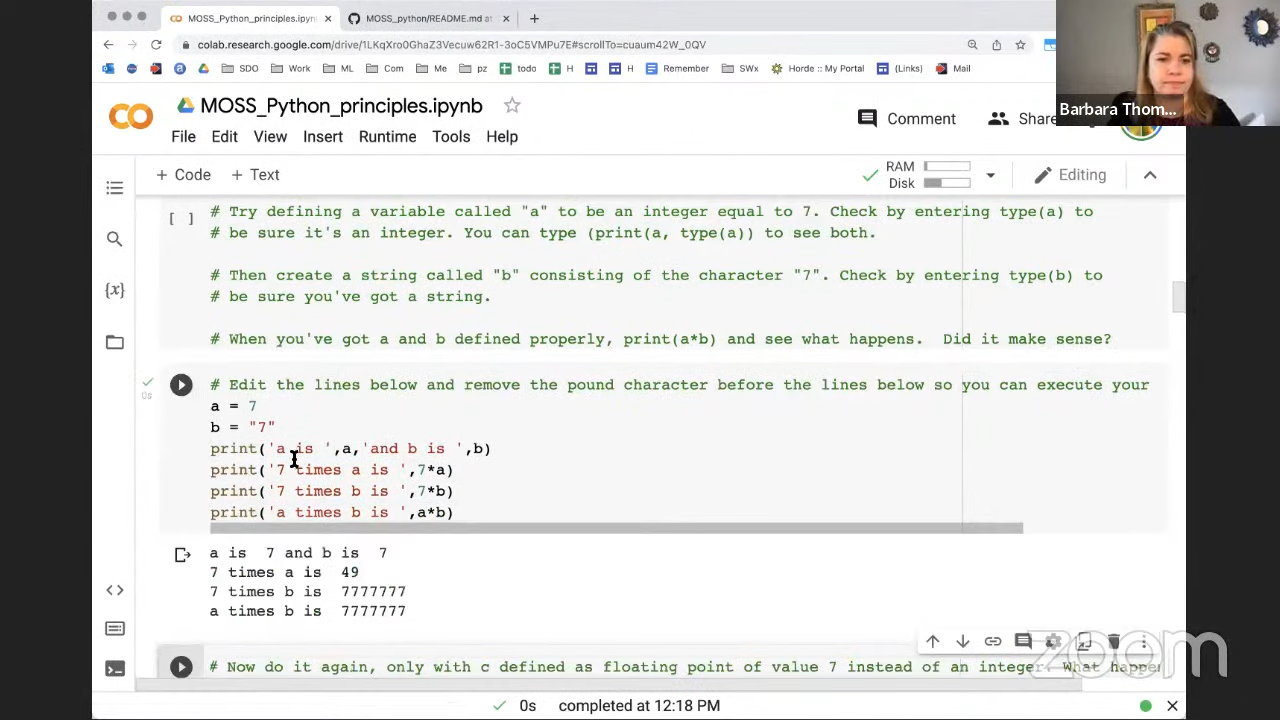 MOSS_Python_principles.ipyn
MOSS_python/README.md at
colab.research.google.com/drive/1LKqXro0GhaZ3Vecuw62R1-3oC5VMPu7E#scrollTo=cuaum42W_0QV
SDO Work ML Com Me pz todo H H Remember SWx Horde :: My Portal (Links) Mail
Barbara Thom...
MOSS_Python_principles.ipynb
Comment Share
File Edit View Insert Runtime Tools Help
+ Code + Text
RAM
Disk
Editing
[ ]
# Try defining a variable called "a" to be an integer equal to 7. Check by entering type(a) to
# be sure it's an integer. You can type (print(a, type(a)) to see both.
# Then create a string called "b" consisting of the character "7". Check by entering type(b) to
# be sure you've got a string.
# When you've got a and b defined properly, print(a*b) and see what happens.  Did it make sense?
0s
# Edit the lines below and remove the pound character before the lines below so you can execute your
a = 7
b = "7"
print('a is ',a,'and b is ',b)
print('7 times a is ',7*a)
print('7 times b is ',7*b)
print('a times b is ',a*b)
a is  7 and b is  7
7 times a is  49
7 times b is  7777777
a times b is  7777777
zoom
# Now do it again, only with c defined as floating point of value 7 instead of an integer. What happe
0s completed at 12:18 PM